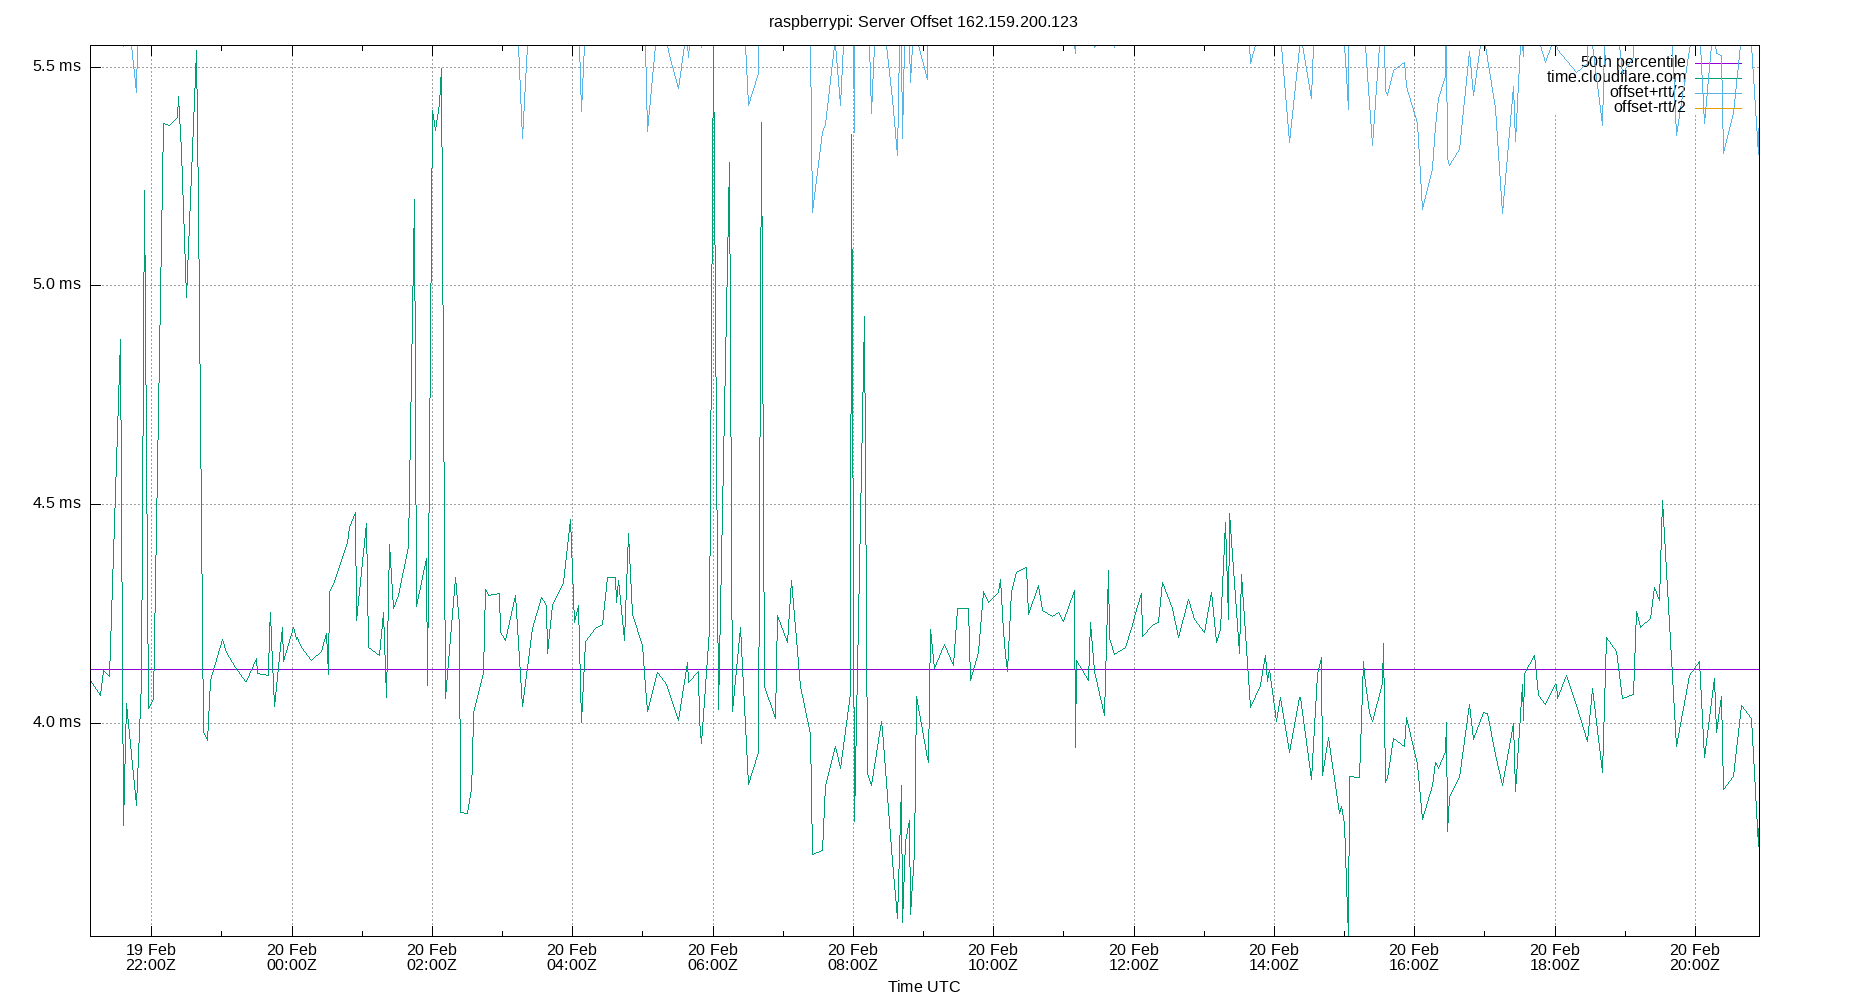 raspberrypi: Server Offset 162.159.200.123
5.5 ms
5.0 ms
4.5 ms
4.0 ms
50th percentile
time.cloudflare.com
offset+rtt/2
offset-rtt/2
19 Feb
22:00Z
20 Feb
00:00Z
20 Feb
02:00Z
20 Feb
04:00Z
20 Feb
06:00Z
20 Feb
08:00Z
20 Feb
10:00Z
20 Feb
12:00Z
20 Feb
14:00Z
20 Feb
16:00Z
20 Feb
18:00Z
20 Feb
20:00Z
Time UTC